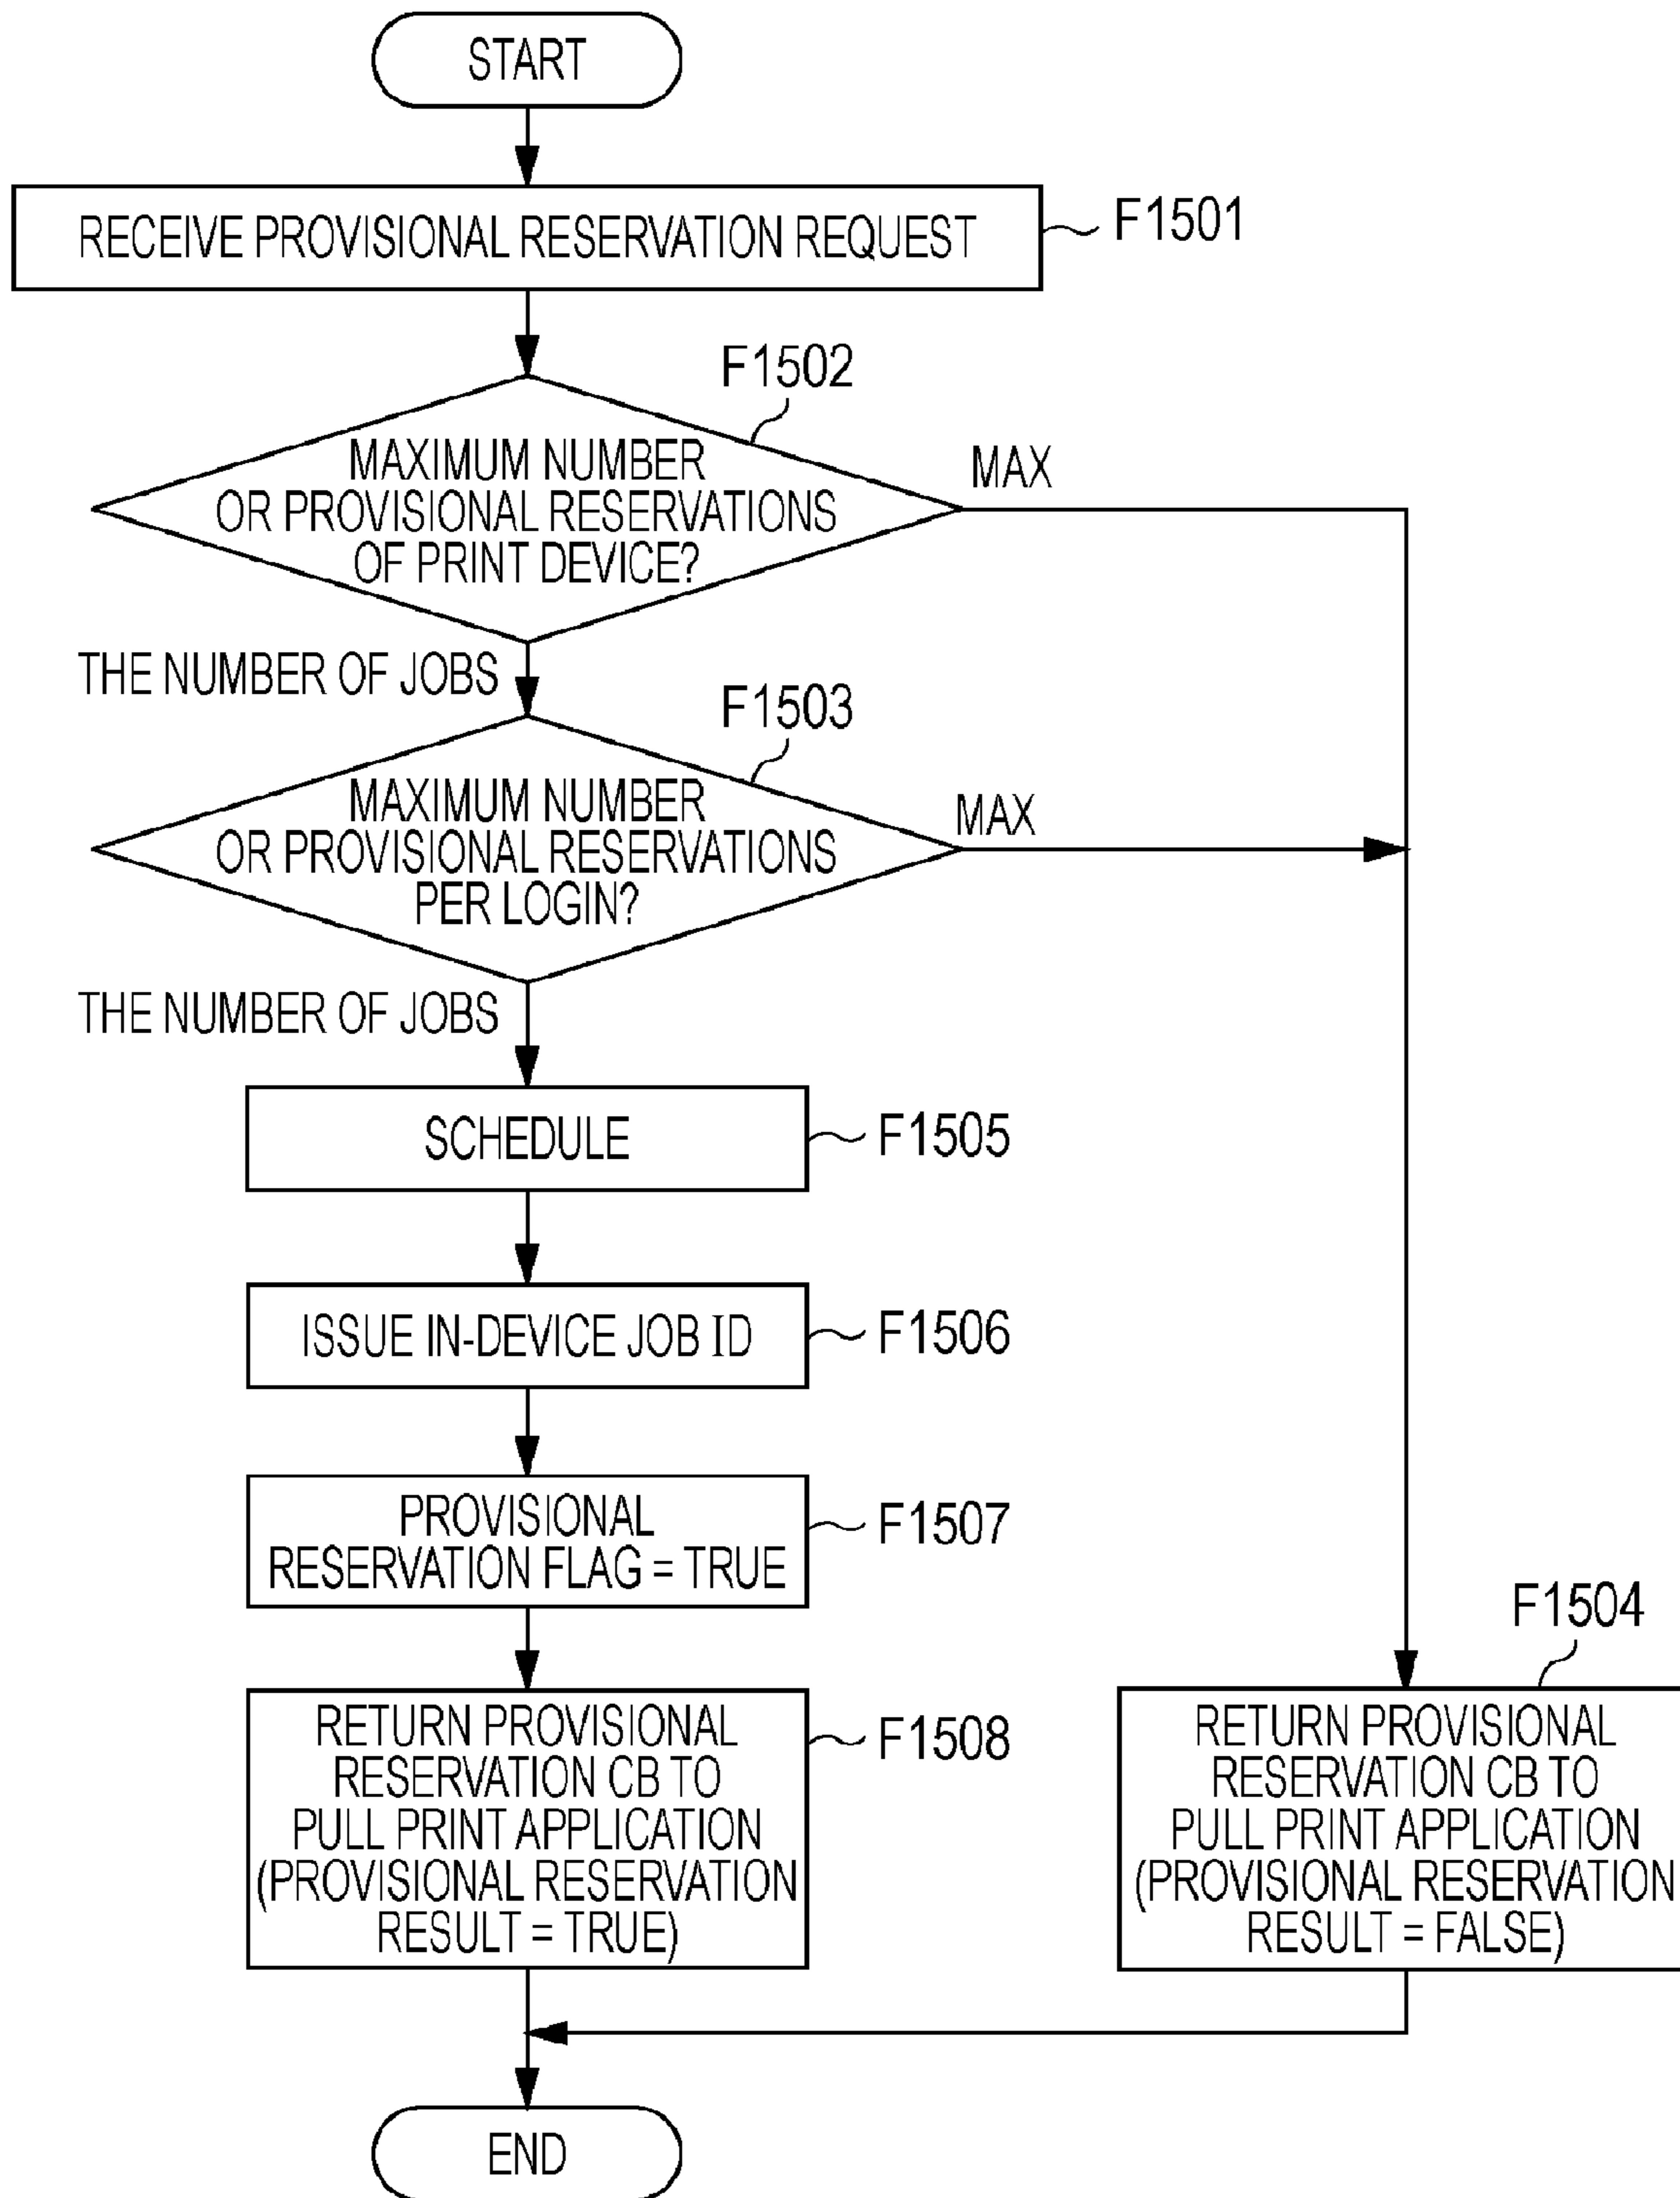 START
RECEIVE PROVISIONAL RESERVATION REQUEST
F1501
F1502
MAXIMUM NUMBER
OR PROVISIONAL RESERVATIONS
OF PRINT DEVICE?
MAX
THE NUMBER OF JOBS
F1503
MAXIMUM NUMBER
OR PROVISIONAL RESERVATIONS
PER LOGIN?
MAX
THE NUMBER OF JOBS
SCHEDULE
F1505
ISSUE IN-DEVICE JOB ID
F1506
PROVISIONAL
RESERVATION FLAG = TRUE
F1507
RETURN PROVISIONAL
RESERVATION CB TO
PULL PRINT APPLICATION
(PROVISIONAL RESERVATION
RESULT = TRUE)
F1508
F1504
RETURN PROVISIONAL
RESERVATION CB TO
PULL PRINT APPLICATION
(PROVISIONAL RESERVATION
RESULT = FALSE)
END